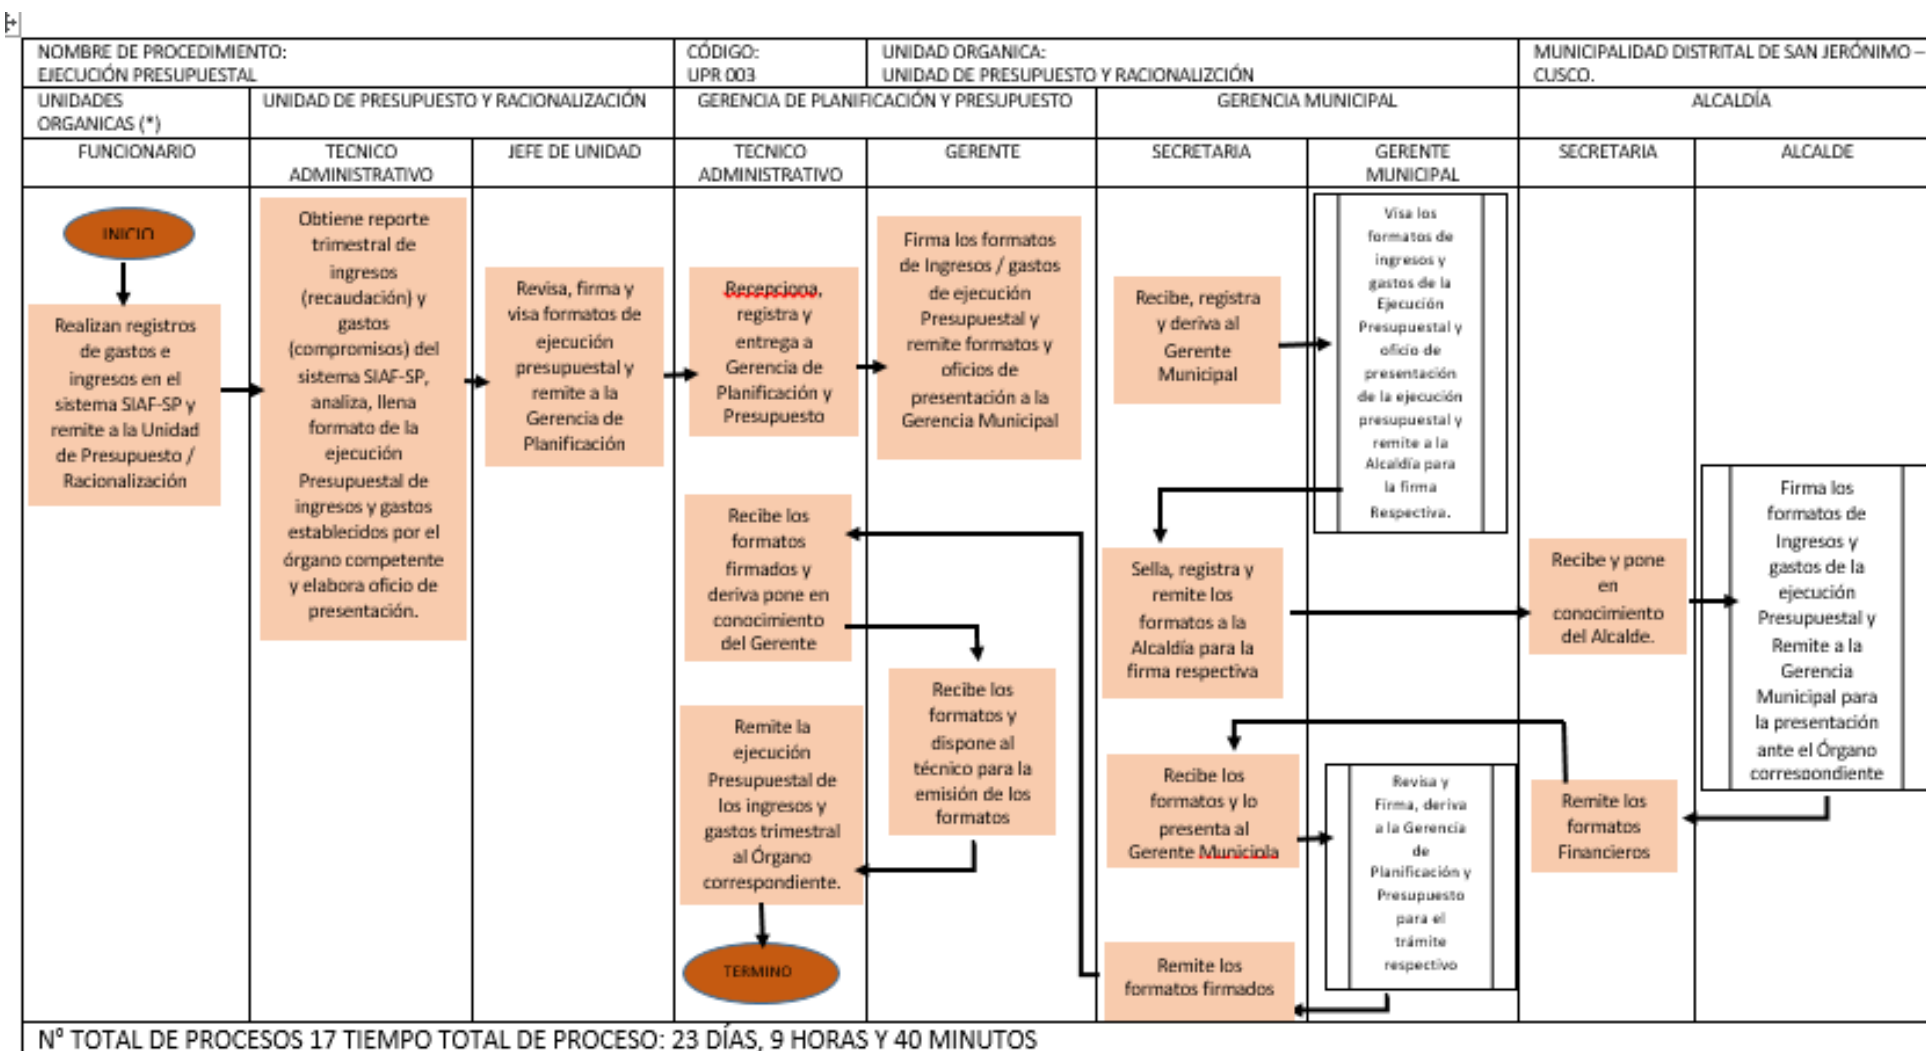 NOMBRE DE PROCEDIMIENTO:
EJECUCIÓN PRESUPUESTAL
CÓDIGO:
UPR 003
UNIDAD ORGANICA:
UNIDAD DE PRESUPUESTO Y RACIONALIZCIÓN
MUNICIPALIDAD DISTRITAL DE SAN JERÓNIMO –
CUSCO.
UNIDADES
ORGANICAS (*)
UNIDAD DE PRESUPUESTO Y RACIONALIZACIÓN
GERENCIA DE PLANIFICACIÓN Y PRESUPUESTO
GERENCIA MUNICIPAL
ALCALDÍA
FUNCIONARIO
TECNICO
ADMINISTRATIVO
JEFE DE UNIDAD
TECNICO
ADMINISTRATIVO
GERENTE
SECRETARIA
GERENTE
MUNICIPAL
SECRETARIA
ALCALDE
INICIO
Realizan registros
de gastos e
ingresos en el
sistema SIAF-SP y
remite a la Unidad
de Presupuesto /
Racionalización
Obtiene reporte
trimestral de
ingresos
(recaudación) y
gastos
(compromisos) del
sistema SIAF-SP,
analiza, llena
formato de la
ejecución
Presupuestal de
ingresos y gastos
establecidos por el
órgano competente
y elabora oficio de
presentación.
Revisa, firma y
visa formatos de
ejecución
presupuestal y
remite a la
Gerencia de
Planificación
Recepciona,
registra y
entrega a
Gerencia de
Planificación y
Presupuesto
Firma los formatos
de Ingresos / gastos
de ejecución
Presupuestal y
remite formatos y
oficios de
presentación a la
Gerencia Municipal
Recibe, registra
y deriva al
Gerente
Municipal
Visa los
formatos de
ingresos y
gastos de la
Ejecución
Presupuestal y
oficio de
presentación
de la ejecución
presupuestal y
remite a la
Alcaldía para
la firma
Respectiva.
Sella, registra y
remite los
formatos a la
Alcaldía para la
firma respectiva
Recibe y pone
en
conocimiento
del Alcalde.
Firma los
formatos de
Ingresos y
gastos de la
ejecución
Presupuestal y
Remite a la
Gerencia
Municipal para
la presentación
ante el Órgano
correspondiente
Remite los
formatos
Financieros
Recibe los
formatos y lo
presenta al
Gerente Municipla
Revisa y
Firma, deriva
a la Gerencia
de
Planificación y
Presupuesto
para el
trámite
respectivo
Remite los
formatos firmados
Recibe los
formatos
firmados y
deriva pone en
conocimiento
del Gerente
Recibe los
formatos y
dispone al
técnico para la
emisión de los
formatos
Remite la
ejecución
Presupuestal de
los ingresos y
gastos trimestral
al Órgano
correspondiente.
TERMINO
N° TOTAL DE PROCESOS 17 TIEMPO TOTAL DE PROCESO: 23 DÍAS, 9 HORAS Y 40 MINUTOS